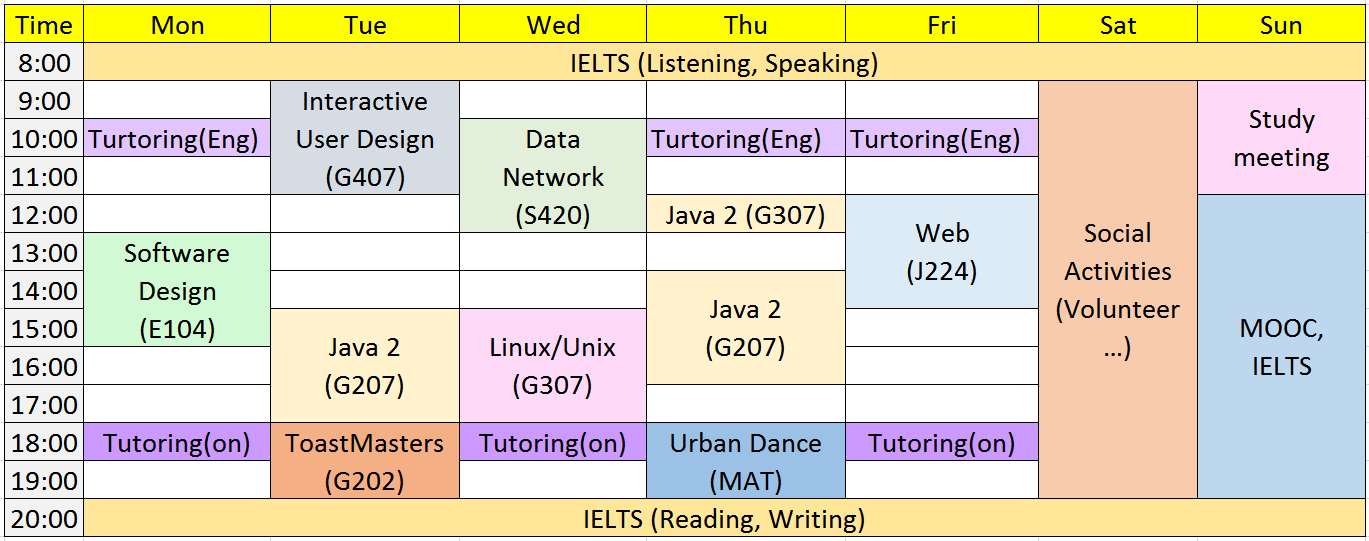 Time Mon Tue Wed Thu Fri Sat Sun
8:00 IELTS (Listening, Speaking)
9:00 Interactive
10:00 Turtoring(Eng) User Design Data Turtoring(Eng) Turtoring(Eng) Study
11:00 (G407) Network meeting
12:00 (S420) Java 2 (G307) Web Social
13:00 Software (J224) Activities
14:00 Design Java 2 (Volunteer
15:00 (E104) Java 2 Linux/Unix (G207) ...) MOOC,
16:00 (G207) (G307) IELTS
17:00
18:00 Tutoring(on) ToastMasters Tutoring(on) Urban Dance Tutoring(on)
19:00 (G202) (MAT)
20:00 IELTS (Reading, Writing)